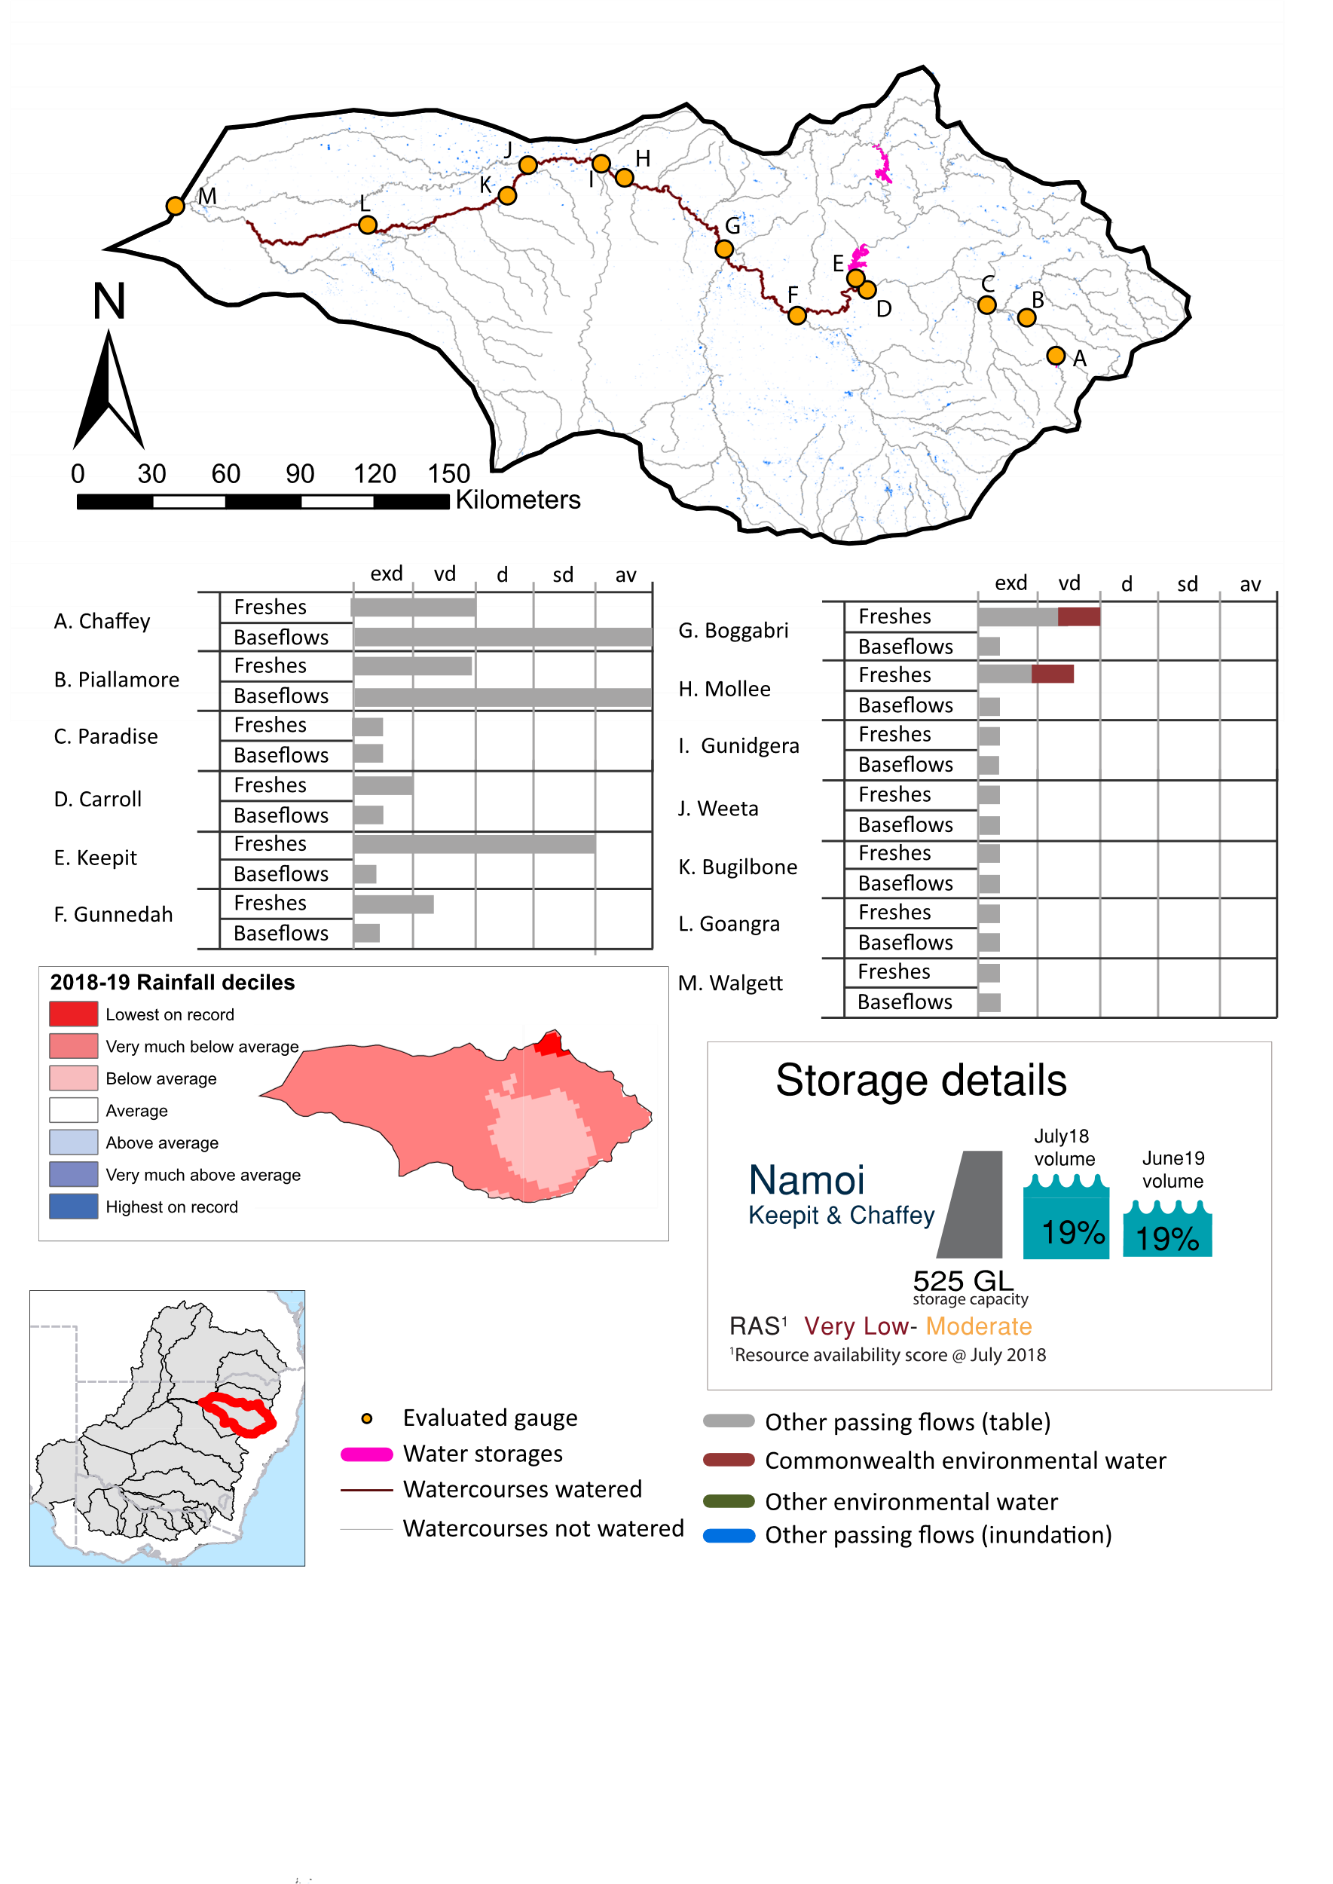 M
L
K
J
I
H
G
F
E
D
C
B
A
N
0 30 60 90 120 150
Kilometers
exd vd d sd av
A. Chaffey
Freshes
Baseflows
B. Piallamore
Freshes
Baseflows
C. Paradise
Freshes
Baseflows
D. Carroll
Freshes
Baseflows
E. Keepit
Freshes
Baseflows
F. Gunnedah
Freshes
Baseflows
exd vd d sd av
G. Boggabri
Freshes
Baseflows
H. Mollee
Freshes
Baseflows
I. Gunidgera
Freshes
Baseflows
J. Weeta
Freshes
Baseflows
K. Bugilbone
Freshes
Baseflows
L. Goangra
Freshes
Baseflows
M. Walgett
Freshes
Baseflows
2018-19 Rainfall deciles
Lowest on record
Very much below average
Below average
Average
Above average
Very much above average
Highest on record
Storage details
Namoi
Keepit & Chaffey
525 GL
storage capacity
July18
volume
19%
June19
volume
19%
RAS¹ Very Low- Moderate
¹Resource availability score @ July 2018
Evaluated gauge
Water storages
Watercourses watered
Watercourses not watered
Other passing flows (table)
Commonwealth environmental water
Other environmental water
Other passing flows (inundation)